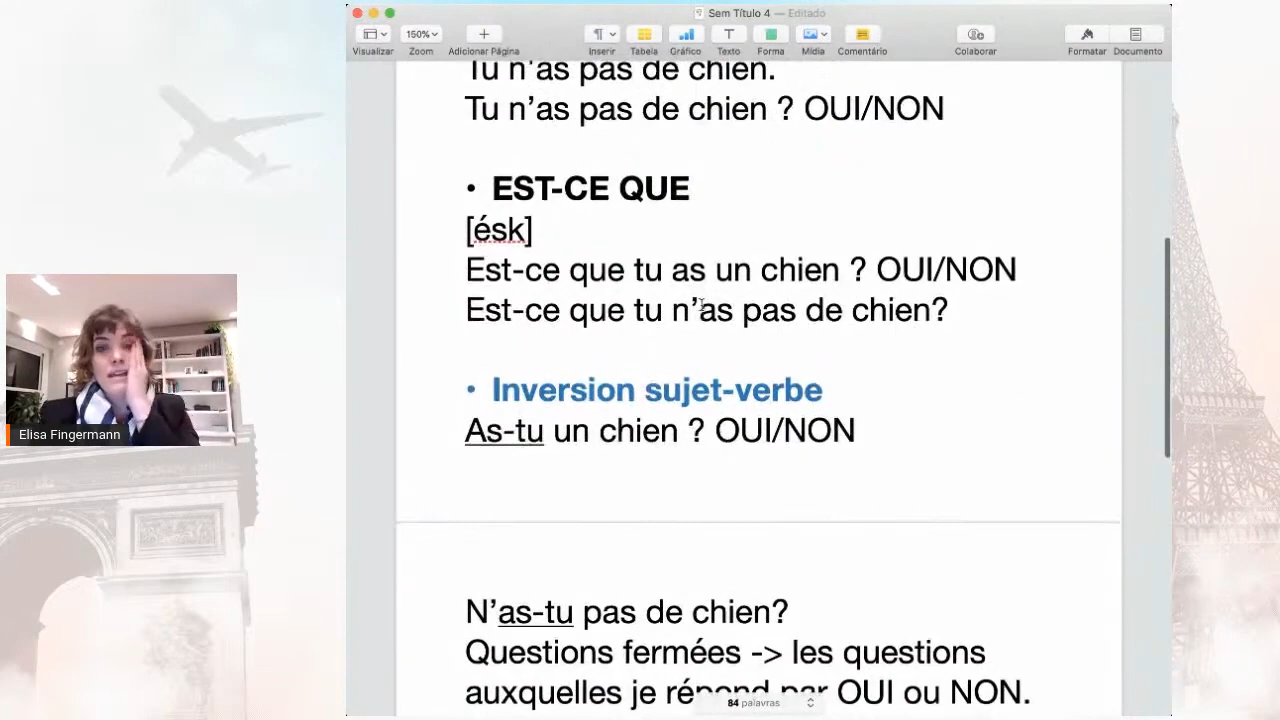 Sem Título 4 — Editado
150%
Visualizar Zoom Adicionar Página Inserir Tabela Gráfico Texto Forma Mídia Comentário Colaborar Formatar Documento
Tu n’as pas de chien.
Tu n’as pas de chien ? OUI/NON
• EST-CE QUE
[ésk]
Est-ce que tu as un chien ? OUI/NON
Est-ce que tu n’as pas de chien?
• Inversion sujet-verbe
As-tu un chien ? OUI/NON
Elisa Fingermann
N’as-tu pas de chien?
Questions fermées -> les questions
auxquelles je répond par OUI ou NON.
84 palavras